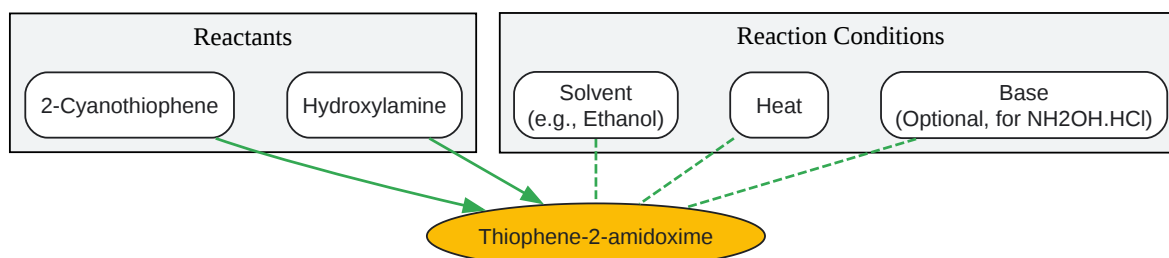 Reactants
Reaction Conditions
2-Cyanothiophene
Hydroxylamine
Solvent
(e.g., Ethanol)
Heat
Base
(Optional, for NH2OH.HCl)
Thiophene-2-amidoxime